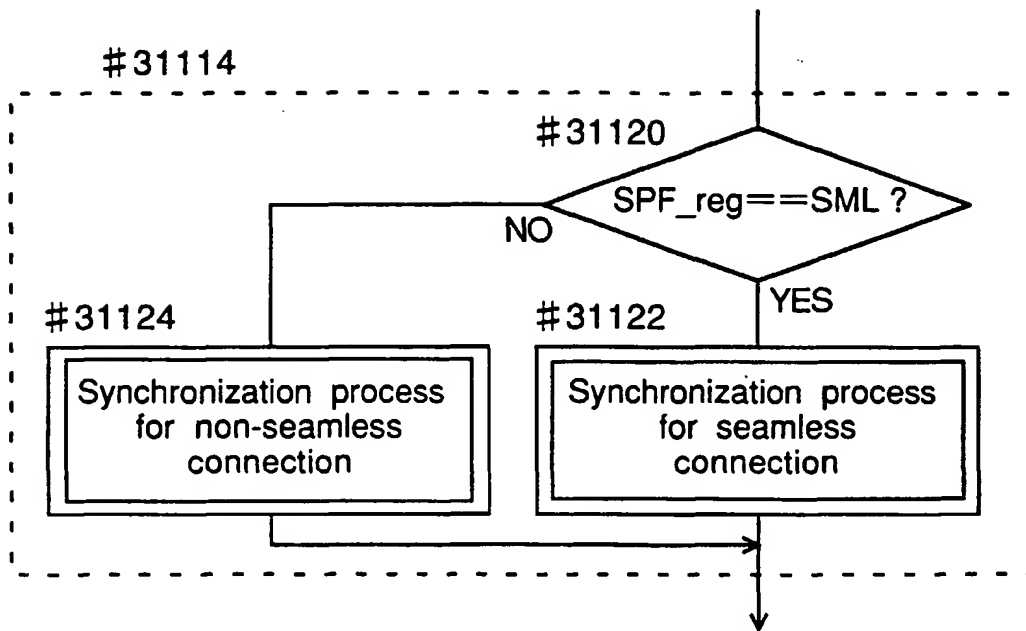 #31114
#31120
SPF_reg==SML ?
NO
YES
#31124
#31122
Synchronization process
for non-seamless
connection
Synchronization process
for seamless
connection